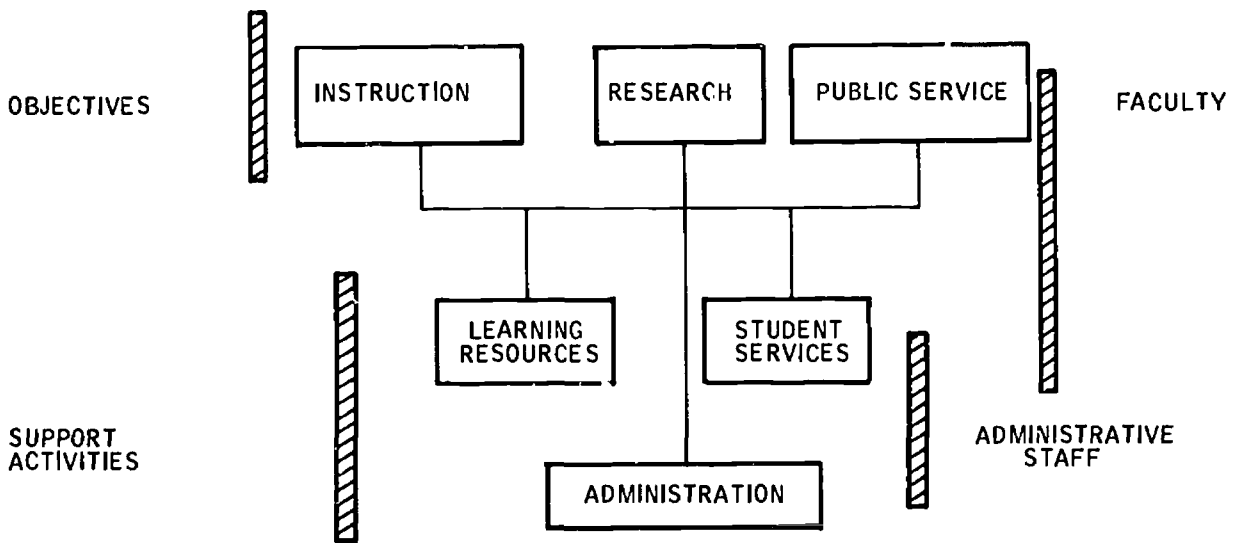 OBJECTIVES
INSTRUCTION
RESEARCH
PUBLIC SERVICE
FACULTY
LEARNING
RESOURCES
STUDENT
SERVICES
SUPPORT
ACTIVITIES
ADMINISTRATIVE
STAFF
ADMINISTRATION